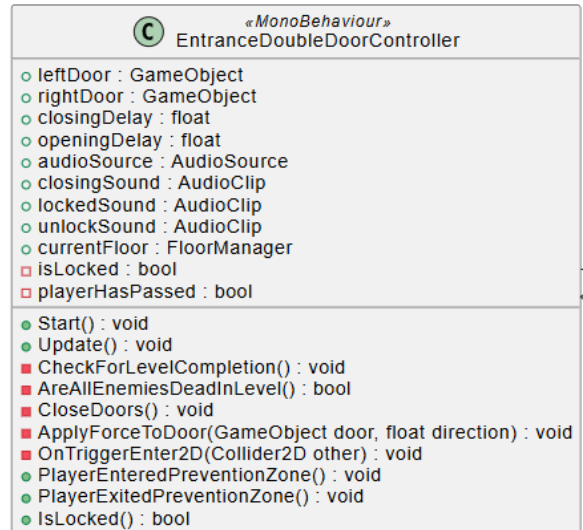 «MonoBehaviour»
C EntranceDoubleDoorController
leftDoor : GameObject
rightDoor : GameObject
closingDelay : float
openingDelay : float
audioSource : AudioSource
closingSound : AudioClip
lockedSound : AudioClip
unlockSound : AudioClip
currentFloor : FloorManager
isLocked : bool
playerHasPassed : bool
Start() : void
Update() : void
CheckForLevelCompletion() : void
AreAllEnemiesDeadInLevel() : bool
CloseDoors() : void
ApplyForceToDoor(GameObject door, float direction) : void
OnTriggerEnter2D(Collider2D other) : void
PlayerEnteredPreventionZone() : void
PlayerExitedPreventionZone() : void
IsLocked() : bool